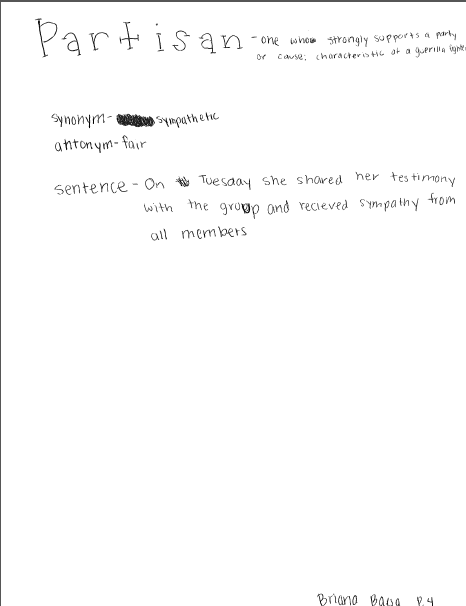 Partisan - one who strongly supports a party
or cause; characteristic of a guerilla fighter
synonym- sympathetic
antonym- fair
sentence - On Tuesday she shared her testimony
with the group and recieved sympathy from
all members
Briana P.4